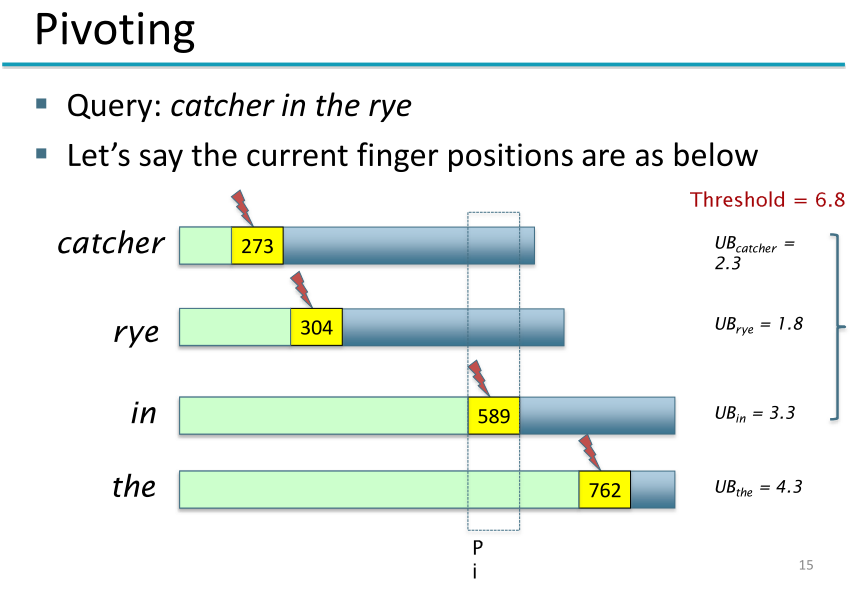 Pivoting
Query: catcher in the rye
Let's say the current finger positions are as below
Threshold = 6.8
catcher
273
UBcatcher =
2.3
rye
304
UBrye = 1.8
in
589
UBin = 3.3
the
762
UBthe = 4.3
P
i
15